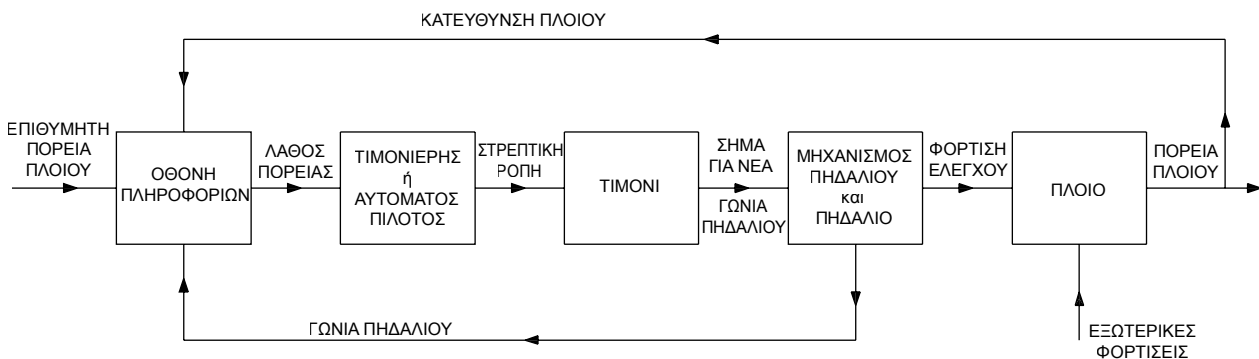 ΚΑΤΕΥΘΥΝΣΗ ΠΛΟΙΟΥ
ΕΠΙΘΥΜΗΤΗ
ΠΟΡΕΙΑ
ΠΛΟΙΟΥ
ΟΘΟΝΗ
ΠΛΗΡΟΦΟΡΙΩΝ
ΛΑΘΟΣ
ΠΟΡΕΙΑΣ
ΤΙΜΟΝΙΕΡΗΣ
ή
ΑΥΤΟΜΑΤΟΣ
ΠΙΛΟΤΟΣ
ΣΤΡΕΠΤΙΚΗ
ΡΟΠΗ
ΤΙΜΟΝΙ
ΣΗΜΑ
ΓΙΑ ΝΕΑ
ΓΩΝΙΑ
ΠΗΔΑΛΙΟΥ
ΜΗΧΑΝΙΣΜΟΣ
ΠΗΔΑΛΙΟΥ
και
ΠΗΔΑΛΙΟ
ΦΟΡΤΙΣΗ
ΕΛΕΓΧΟΥ
ΠΛΟΙΟ
ΠΟΡΕΙΑ
ΠΛΟΙΟΥ
ΓΩΝΙΑ ΠΗΔΑΛΙΟΥ
ΕΞΩΤΕΡΙΚΕΣ
ΦΟΡΤΙΣΕΙΣ